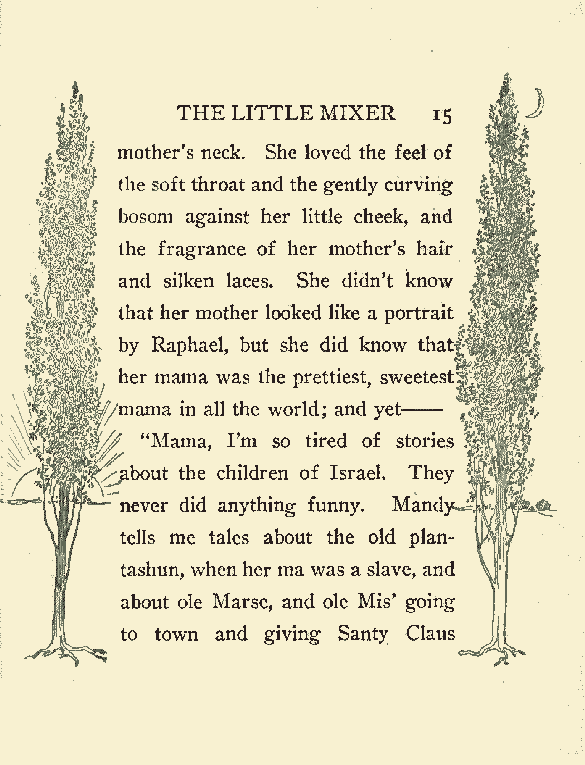 THE LITTLE MIXER 15
mother's neck. She loved the feel of
the soft throat and the gently curving
bosom against her little cheek, and
the fragrance of her mother's hair
and silken laces. She didn't know
that her mother looked like a portrait
by Raphael, but she did know that
her mama was the prettiest, sweetest
mama in all the world; and yet——
"Mama, I'm so tired of stories
about the children of Israel. They
never did anything funny. Mandy
tells me tales about the old plan-
tashun, when her ma was a slave, and
about ole Marse, and ole Mis' going
to town and giving Santy Claus